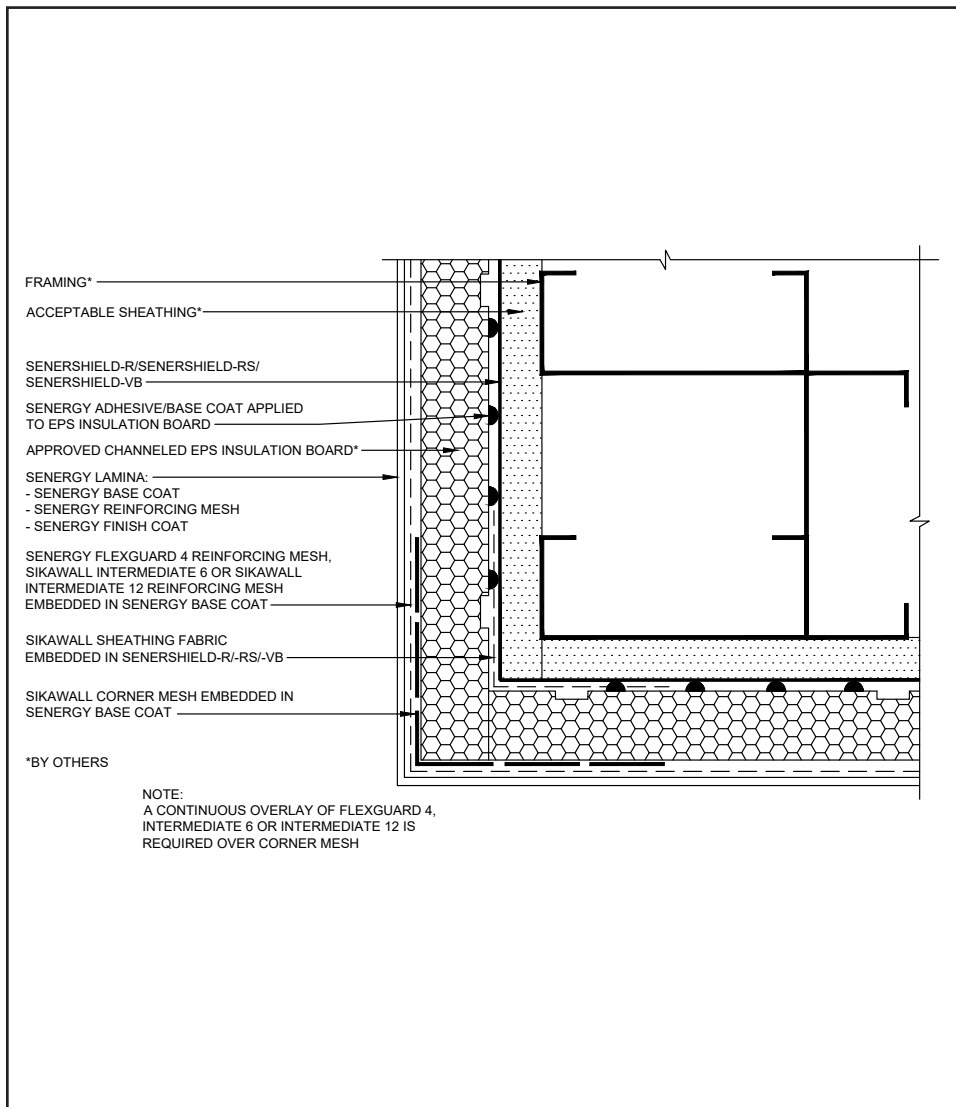 FRAMING*
ACCEPTABLE SHEATHING*
SENERSHIELD-R/SENERSHIELD-RS/
SENERSHIELD-VB
SENERGY ADHESIVE/BASE COAT APPLIED
TO EPS INSULATION BOARD
APPROVED CHANNELED EPS INSULATION BOARD*
SENERGY LAMINA:
- SENERGY BASE COAT
- SENERGY REINFORCING MESH
- SENERGY FINISH COAT
SENERGY FLEXGUARD 4 REINFORCING MESH,
SIKAWALL INTERMEDIATE 6 OR SIKAWALL
INTERMEDIATE 12 REINFORCING MESH
EMBEDDED IN SENERGY BASE COAT
SIKAWALL SHEATHING FABRIC
EMBEDDED IN SENERSHIELD-R/-RS/-VB
SIKAWALL CORNER MESH EMBEDDED IN
SENERGY BASE COAT
*BY OTHERS
NOTE:
A CONTINUOUS OVERLAY OF FLEXGUARD 4,
INTERMEDIATE 6 OR INTERMEDIATE 12 IS
REQUIRED OVER CORNER MESH